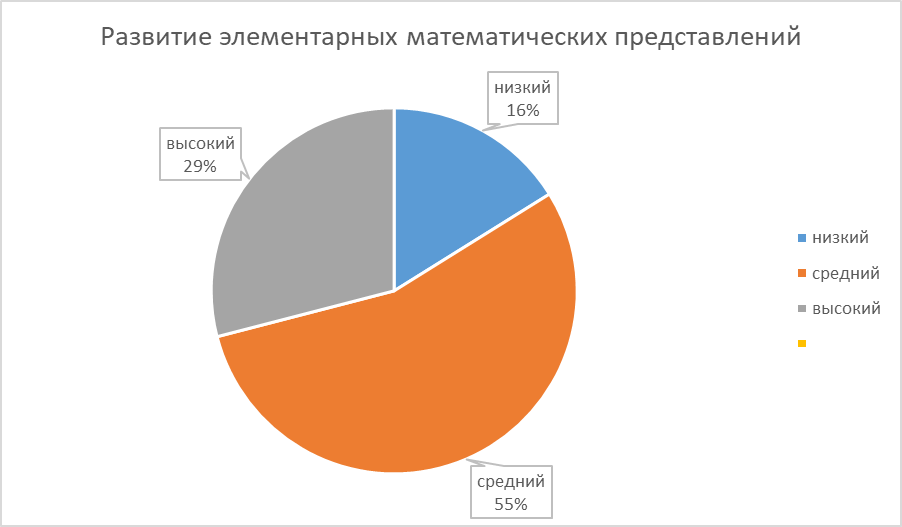 Развитие элементарных математических представлений
низкий
16%
высокий
29%
средний
55%
низкий
средний
высокий